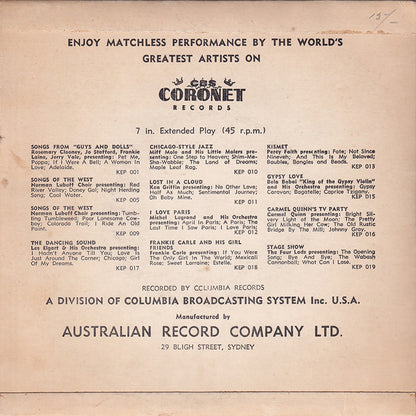 15/-
ENJOY MATCHLESS PERFORMANCE BY THE WORLD'S
GREATEST ARTISTS ON
CBS
CORONET
RECORDS
7 in. Extended Play (45 r.p.m.)
SONGS FROM "GUYS AND DOLLS"
Rosemary Clooney, Jo Stafford, Frankie
Laine, Jerry Vale, presenting: Pet Me
Poppa; If I Were A Bell; A Woman In
Love; Adelaide.
KEP 001
SONGS OF THE WEST
Norman Luboff Choir, presenting: Red
River Valley; Doney Gal; Night Herding
Song; Cool Water.
KEP 005
SONGS OF THE WEST
Norman Luboff Choir, presenting: Tum-
bling Tumbleweed; Poor Lonesome Cow-
boy; Colorado Trail; I Ride An Old
Paint.
KEP 009
THE DANCING SOUND
Les Elgart & His Orchestra presenting:
I Hadn't Anyone Till You; Love Is
Just Around The Corner; Chicago; Girl
Of My Dreams.
KEP 017
CHICAGO-STYLE JAZZ
Miff Mole and His Little Molers pre-
senting: One Step to Heaven; Shim-Me-
Sha-Wabble; The Land of Dreams;
Maple Leaf Rag.
KEP 010
LOST IN A CLOUD
Ken Griffin presenting: No Other Love;
Half As Much; Sentimental Journey;
Oh Baby Mine.
KEP 011
I LOVE PARIS
Michel Legrand and His Orchestra
presenting: April In Paris; Paris; The
Last Time I Saw Paris; I Love Paris;
KEP 012
FRANKIE CARLE AND HIS GIRL
FRIENDS
Frankie Carle presenting: If You Were
The Only Girl In The World; Mexicali
Rose; Sweet Lorraine; Estelle.
KEP 018
KISMET
Percy Faith presenting: Fate; Not Since
Nineveh; And This Is My Beloved;
Baubles; Bangles and Beads.
KEP 013
GYPSY LOVE
Bela Babai "King of the Gypsy Violin"
and His Orchestra presenting: Gypsy
Caravan; Bagatelle; Caprice Tzigany.
KEP 015
CARMEL QUINN'S TV PARTY
Carmel Quinn presenting: Bright Sil-
very Light of the Moon; The Pretty
Girl Milking Her Cow; The Old Rustic
Bridge By The Mill; Johnny Gray.
KEP 016
STAGE SHOW
The Four Lads presenting: The Opening
Song; Bye And Bye; The Wabash
Cannonball; What Can I Lose.
KEP 019
RECORDED BY COLUMBIA RECORDS
A DIVISION OF COLUMBIA BROADCASTING SYSTEM Inc. U.S.A.
Manufactured by
AUSTRALIAN RECORD COMPANY LTD.
29 BLIGH STREET, SYDNEY